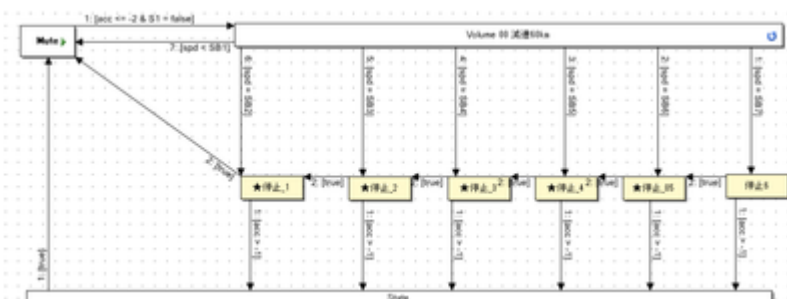 1: [acc <= -2 & S1 = false]
Mute
Volume 00 減速60km
7: [spd < SB1]
6: [spd = SB2]
5: [spd = SB3]
4: [spd = SB4]
3: [spd = SB5]
2: [spd = SB6]
1: [spd = SB7]
2: [true]
★停止_1
2: [true]
★停止_2
2: [true]
★停止_3
2: [true]
★停止_4
2: [true]
★停止_05
2: [true]
停止6
1: [true]
1: [acc > -1]
1: [acc > -1]
1: [acc > -1]
1: [acc > -1]
1: [acc > -1]
1: [acc > -1]
State